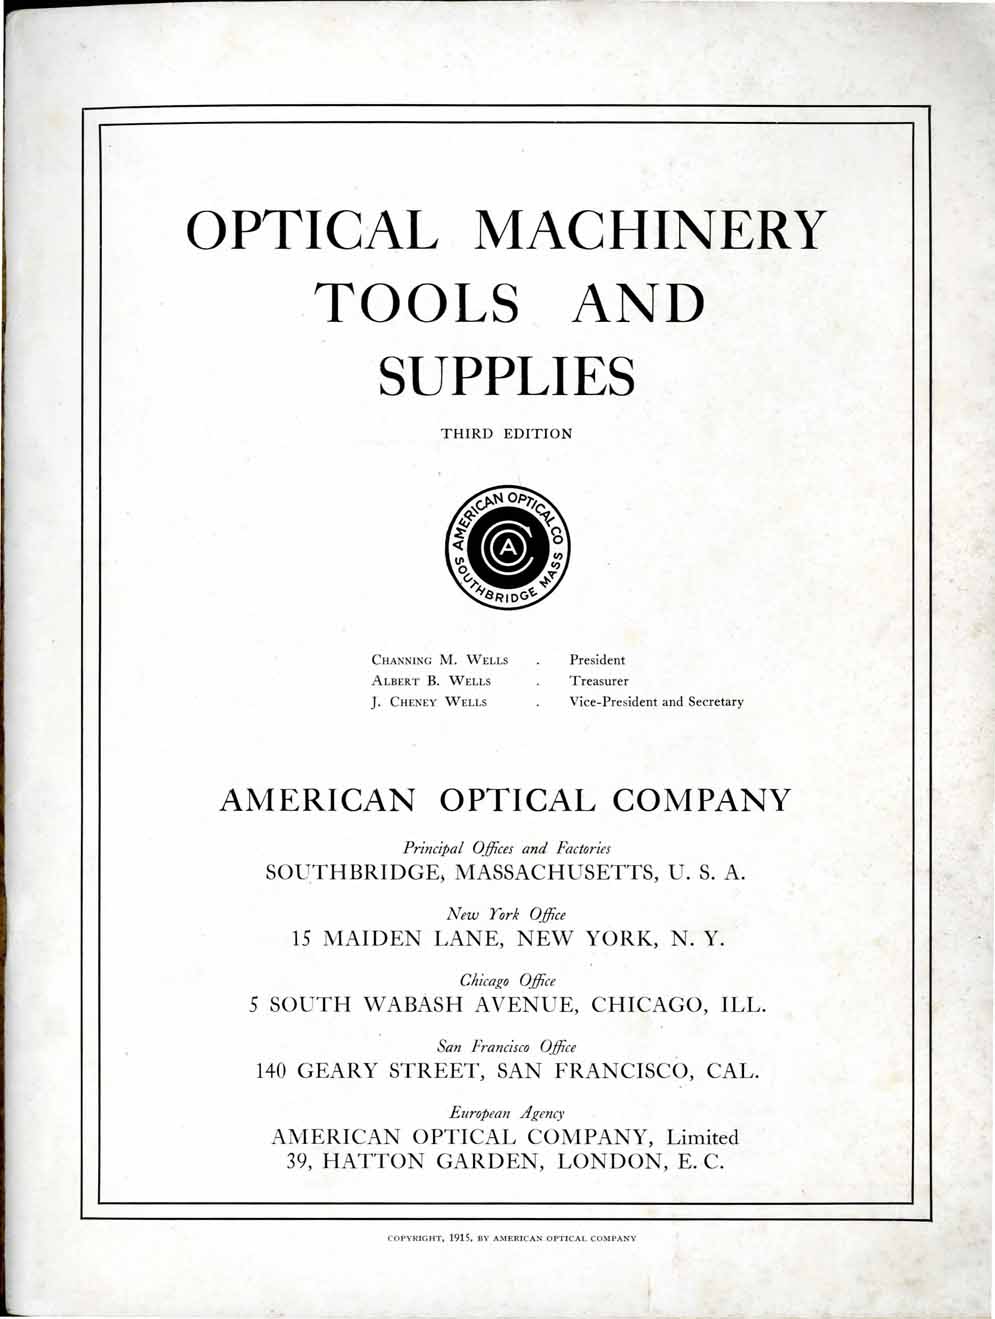 OPTICAL MACHINERY
TOOLS AND
SUPPLIES
THIRD EDITION
AMERICAN OPTICAL CO
SOUTHBRIDGE MASS
A
CHANNING M. WELLS . President
ALBERT B. WELLS . Treasurer
J. CHENEY WELLS . Vice-President and Secretary
AMERICAN OPTICAL COMPANY
Principal Offices and Factories
SOUTHBRIDGE, MASSACHUSETTS, U. S. A.
New York Office
15 MAIDEN LANE, NEW YORK, N. Y.
Chicago Office
5 SOUTH WABASH AVENUE, CHICAGO, ILL.
San Francisco Office
140 GEARY STREET, SAN FRANCISCO, CAL.
European Agency
AMERICAN OPTICAL COMPANY, Limited
39, HATTON GARDEN, LONDON, E. C.
COPYRIGHT, 1915, BY AMERICAN OPTICAL COMPANY